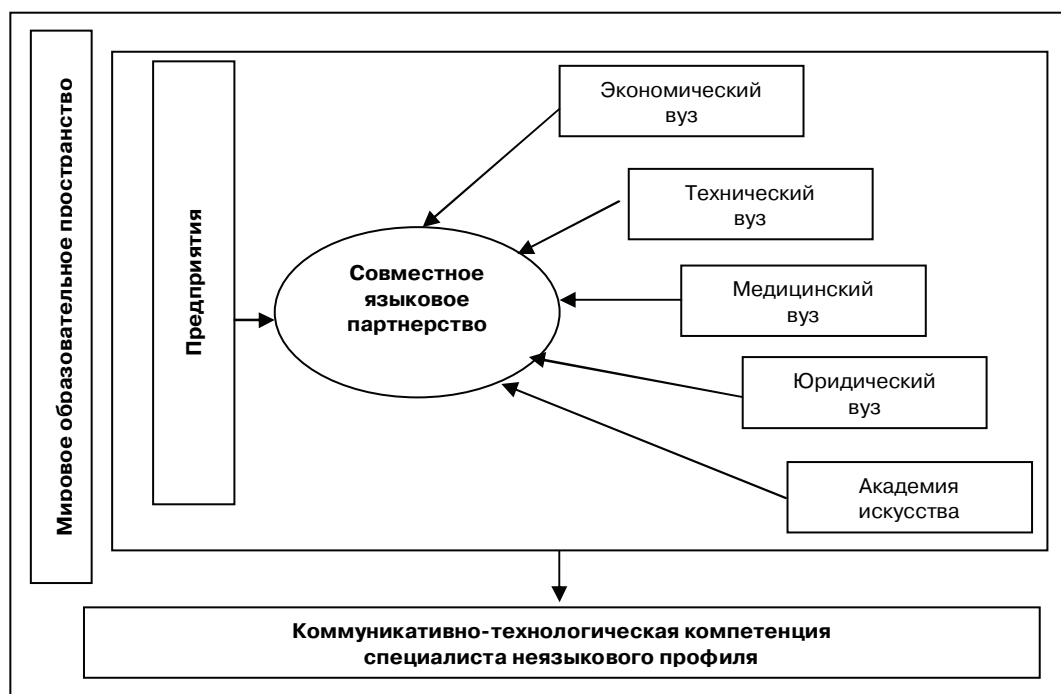 Мировое образовательное пространство
Предприятия
Экономический
вуз
Технический
вуз
Совместное
языковое
партнерство
Медицинский
вуз
Юридический
вуз
Академия
искусства
Коммуникативно-технологическая компетенция
специалиста неязыкового профиля